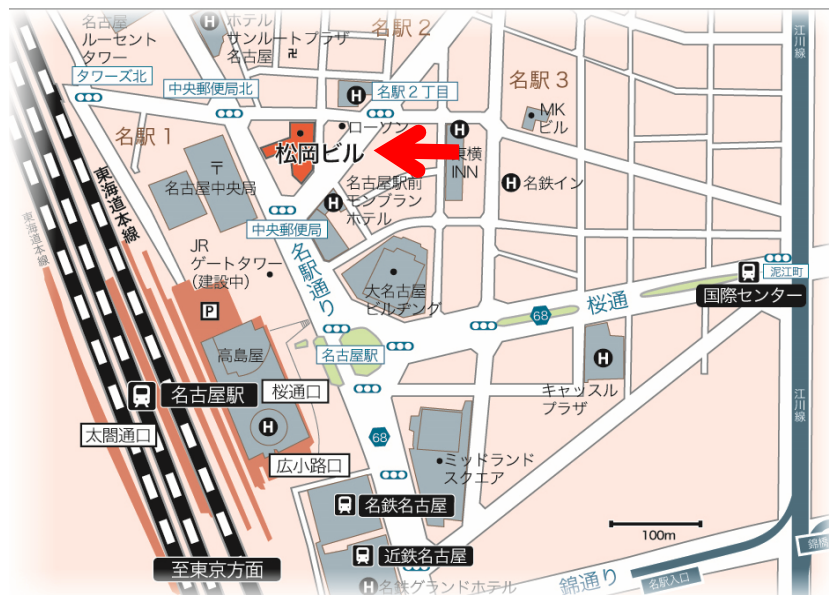 名古屋
ルーセント
タワー
ホテル
サンルートプラザ
名古屋
卍
名駅2
江川線
タワーズ北
中央郵便局北
H
H
名駅2丁目
名駅3
名駅1
ローソン
MK
ビル
H
松岡ビル
東横
INN
〒
名古屋中央局
東海道本線
東海道本線
名古屋駅前
モンブラン
ホテル
H
H
名鉄イン
中央郵便局
JR
ゲートタワー
(建設中)
名駅通り
大名古屋
ビルヂング
泥江町
国際センター
桜通
68
P
高島屋
名古屋駅
名古屋駅
桜通口
H
H
キャッスル
プラザ
江川線
太閤通口
広小路口
68
ミッドランド
スクエア
名鉄名古屋
100m
錦橋
近鉄名古屋
至東京方面
H
名鉄グランドホテル
錦通り
名駅入口